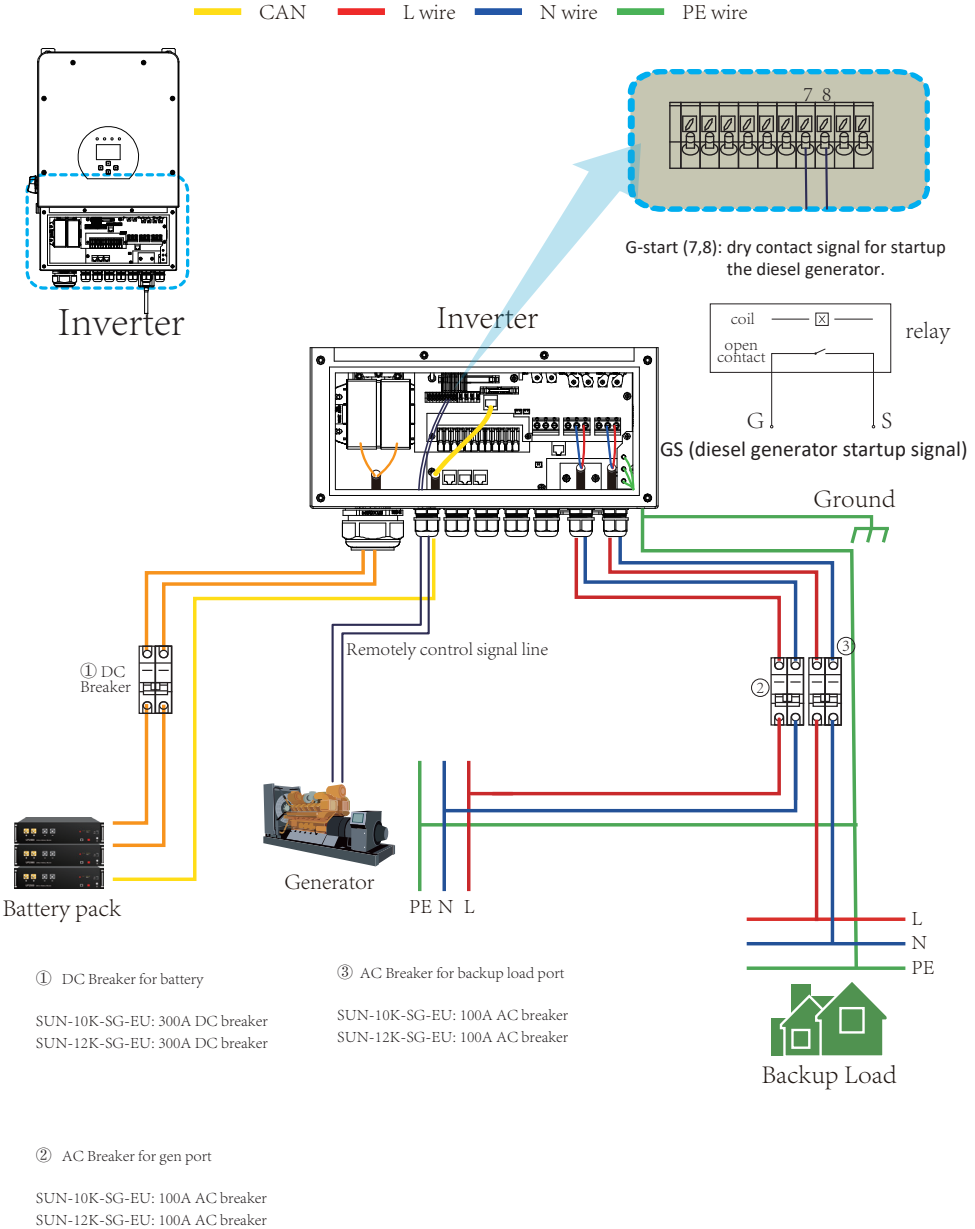 CAN
L wire
N wire
PE wire
7 8
G-start (7,8): dry contact signal for startup
the diesel generator.
Inverter
Inverter
coil
relay
open
contact
G
S
GS (diesel generator startup signal)
Ground
Remotely control signal line
① DC
Breaker
②
③
Generator
Battery pack
PE N L
L
N
PE
Backup Load
① DC Breaker for battery
SUN-10K-SG-EU: 300A DC breaker
SUN-12K-SG-EU: 300A DC breaker
③ AC Breaker for backup load port
SUN-10K-SG-EU: 100A AC breaker
SUN-12K-SG-EU: 100A AC breaker
② AC Breaker for gen port
SUN-10K-SG-EU: 100A AC breaker
SUN-12K-SG-EU: 100A AC breaker